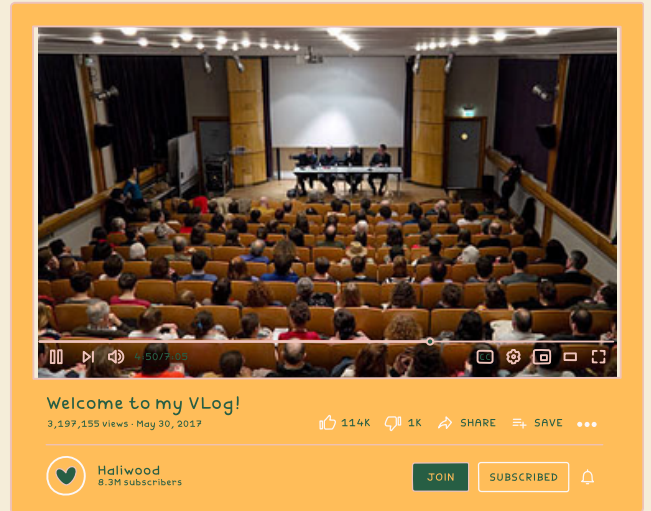 4:50/7:05
CC
Welcome to my VLog!
3,197,155 views · May 30, 2017
114K 1K SHARE SAVE
Haliwood
8.3M subscribers
JOIN SUBSCRIBED